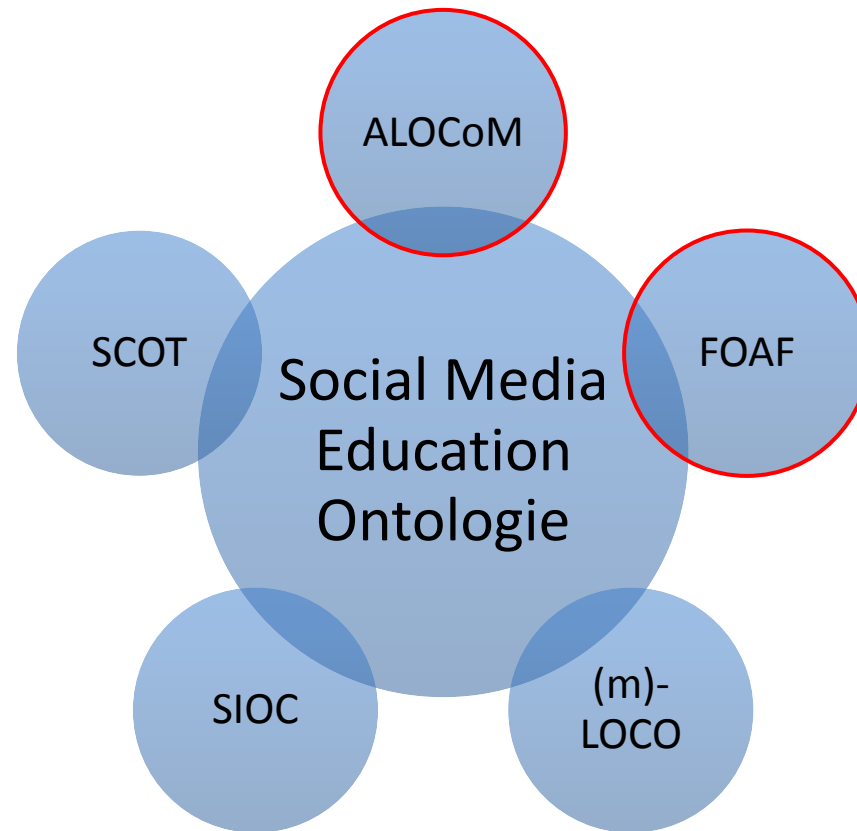 ALOCoM
SCOT
FOAF
Social Media
Education
Ontologie
SIOC
(m)-
LOCO